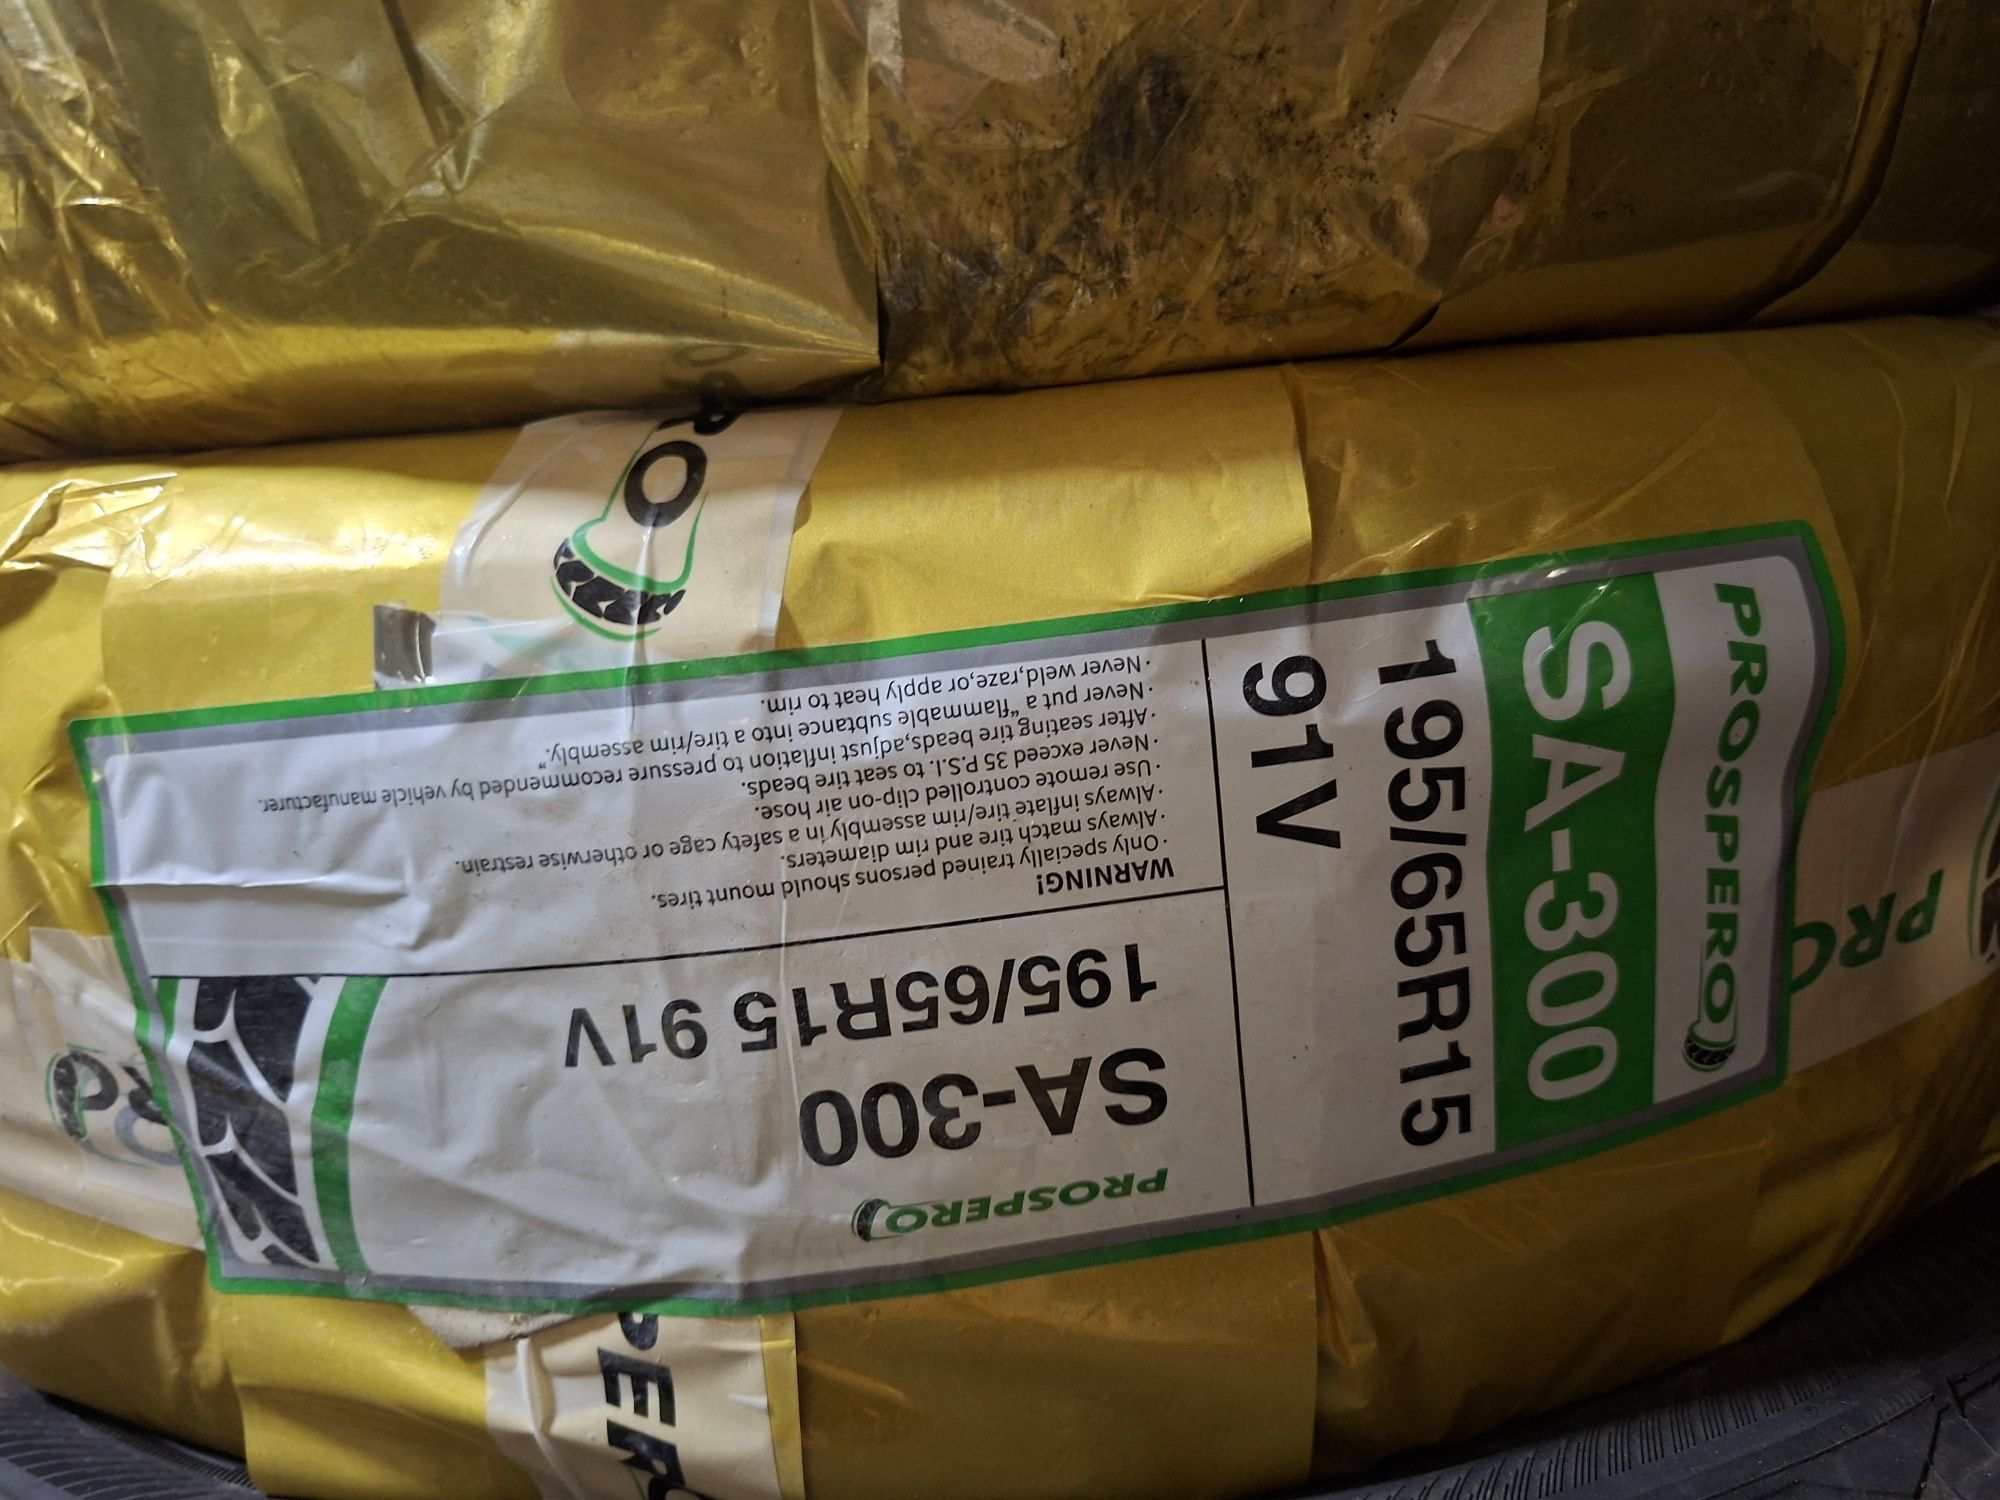 PROSPERO
SA-300
195/65R15
91V
PROSPERO
SA-300
195/65R15 91V
WARNING!
· Only specially trained persons should mount tires.
· Always match tire and rim diameters.
· Always inflate tire/rim assembly in a safety cage or otherwise restrain.
· Use remote controlled clip-on air hose.
· Never exceed 35 P.S.I. to seat tire beads.
· After seating tire beads,adjust inflation to pressure recommended by vehicle manufacturer.
· Never put a "flammable subtance into a tire/rim assembly."
· Never weld,raze,or apply heat to rim.
RO
PRO
PERO
RO